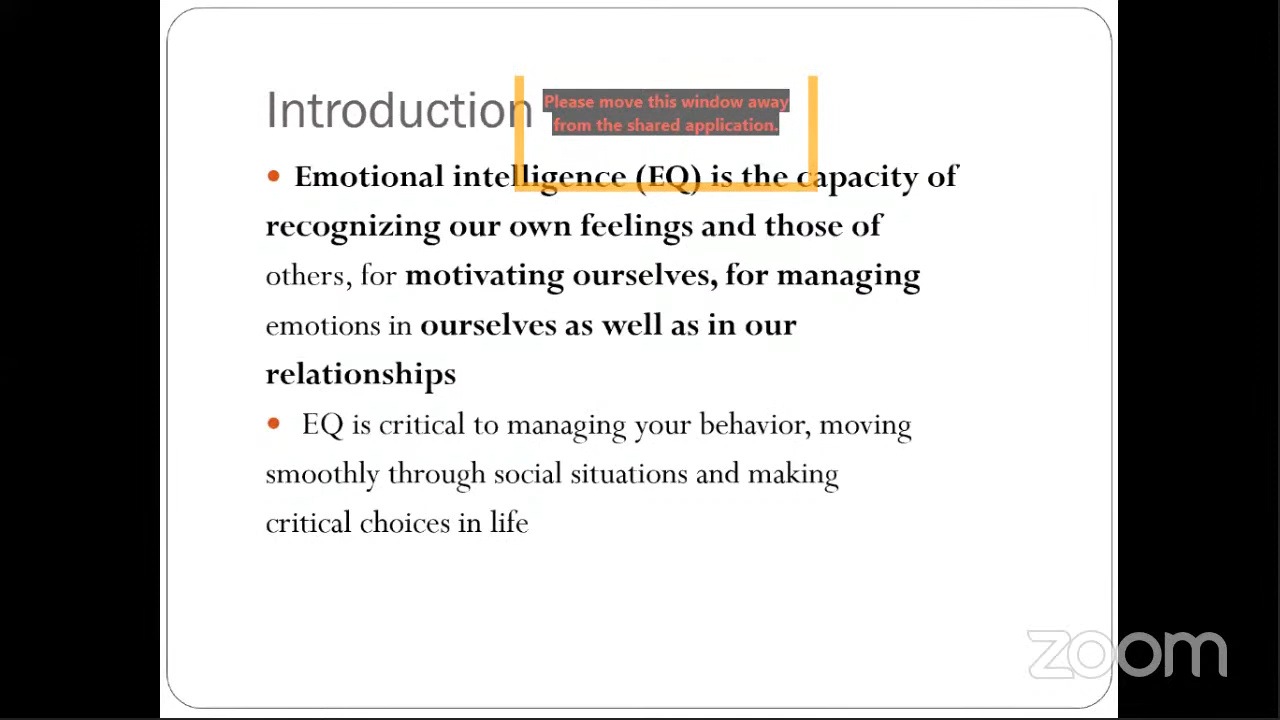 Introduction
Please move this window away
from the shared application.
• Emotional intelligence (EQ) is the capacity of
recognizing our own feelings and those of
others, for motivating ourselves, for managing
emotions in ourselves as well as in our
relationships
• EQ is critical to managing your behavior, moving
smoothly through social situations and making
critical choices in life
zoom